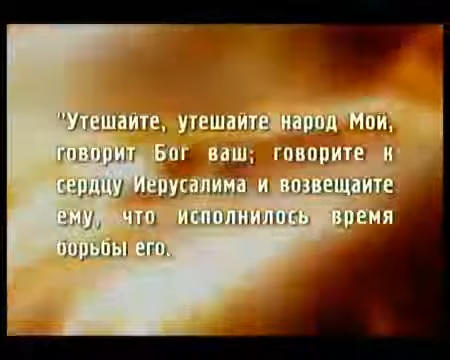 "Утешайте, утешайте народ Мой,
говорит Бог ваш; говорите к
сердцу Иерусалима и возвещайте
ему, что исполнилось время
борьбы его.